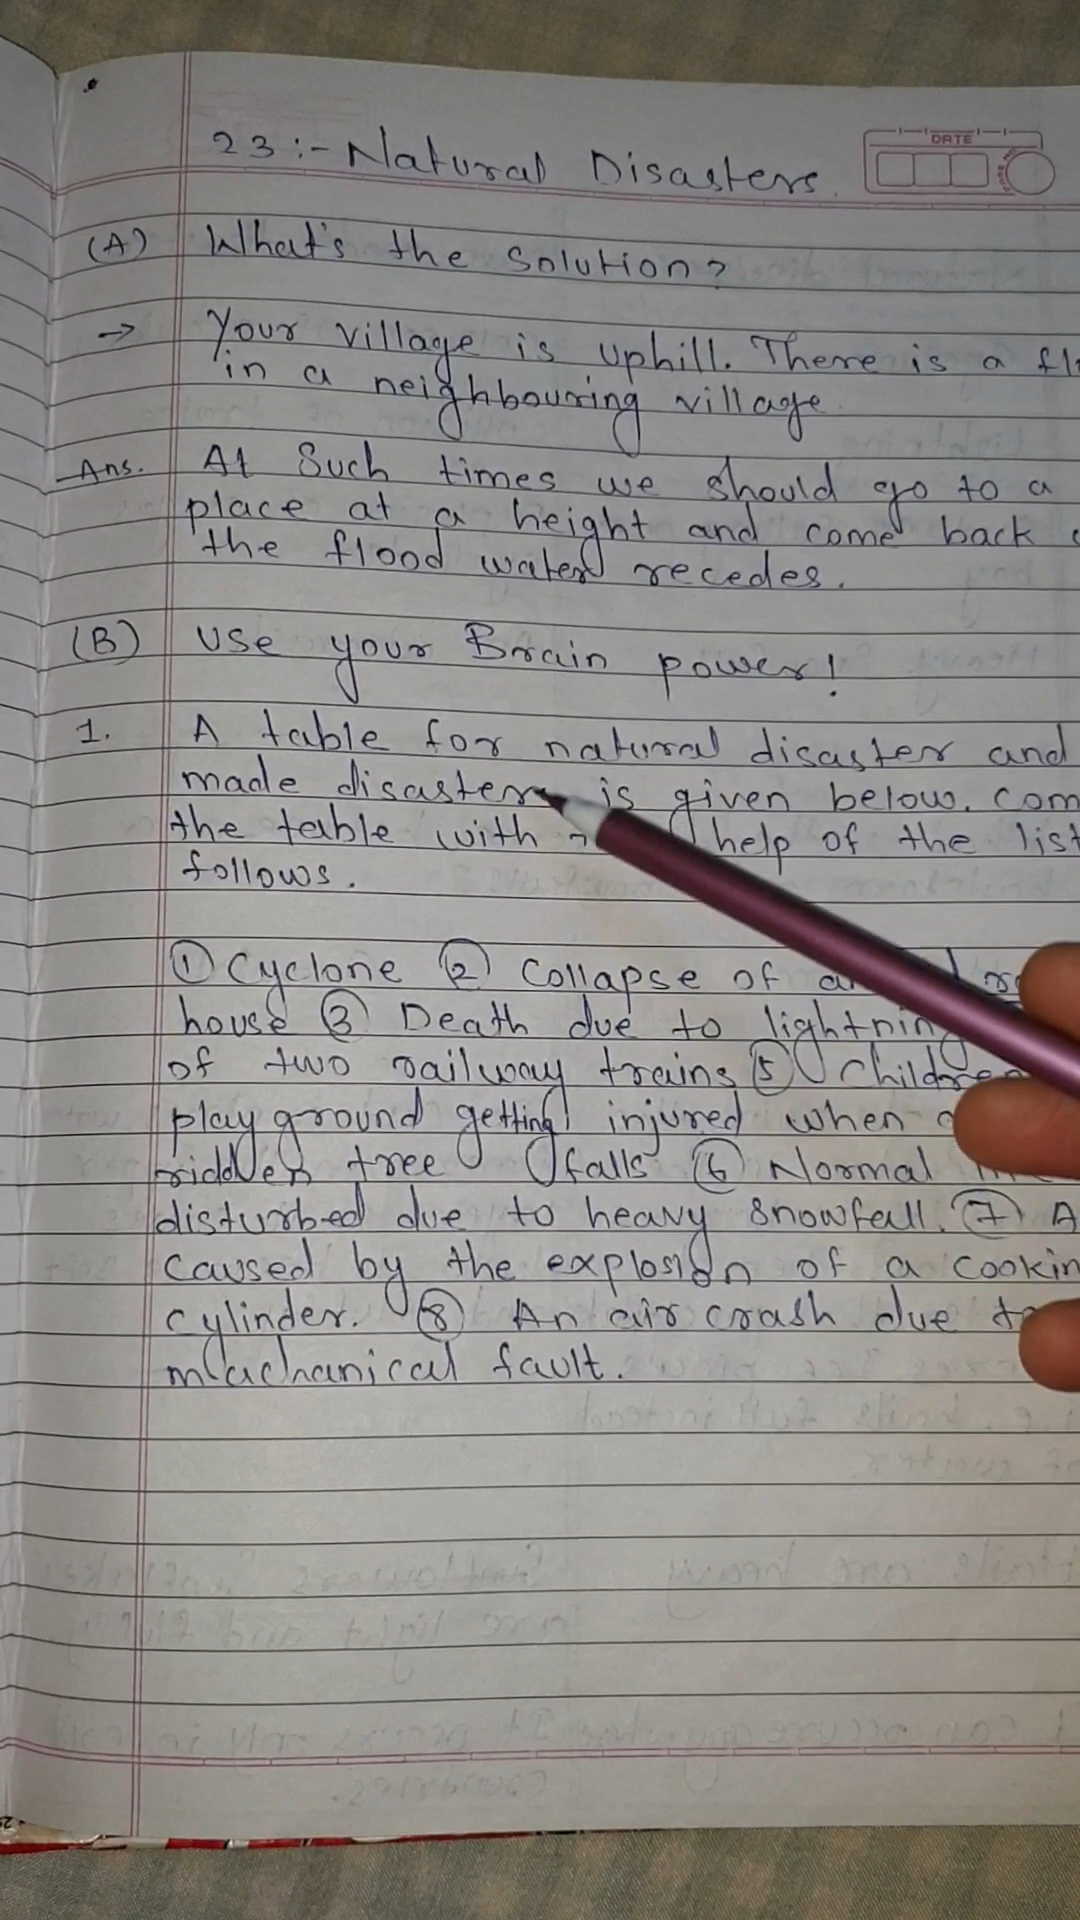 23:- Natural Disasters.
DATE
(A) What's the solution?
→ Your village is uphill. There is a
in a neighbouring village.
Ans. At such times we should go to a
place at a height and come back
the flood water recedes.
(B) Use your Brain power!
1. A table for natural disaster and
made disaster is given below. Com
the table with help of the list
follows.
① Cyclone ② Collapse of
house ③ Death due to lightning
of two railway trains ⑤ Children
play ground getting injured when
ridden tree falls ⑥ Normal
disturbed due to heavy snowfall. ⑦ A
caused by the explosion of a cookin
cylinder. ⑧ An air crash due to
machanical fault.